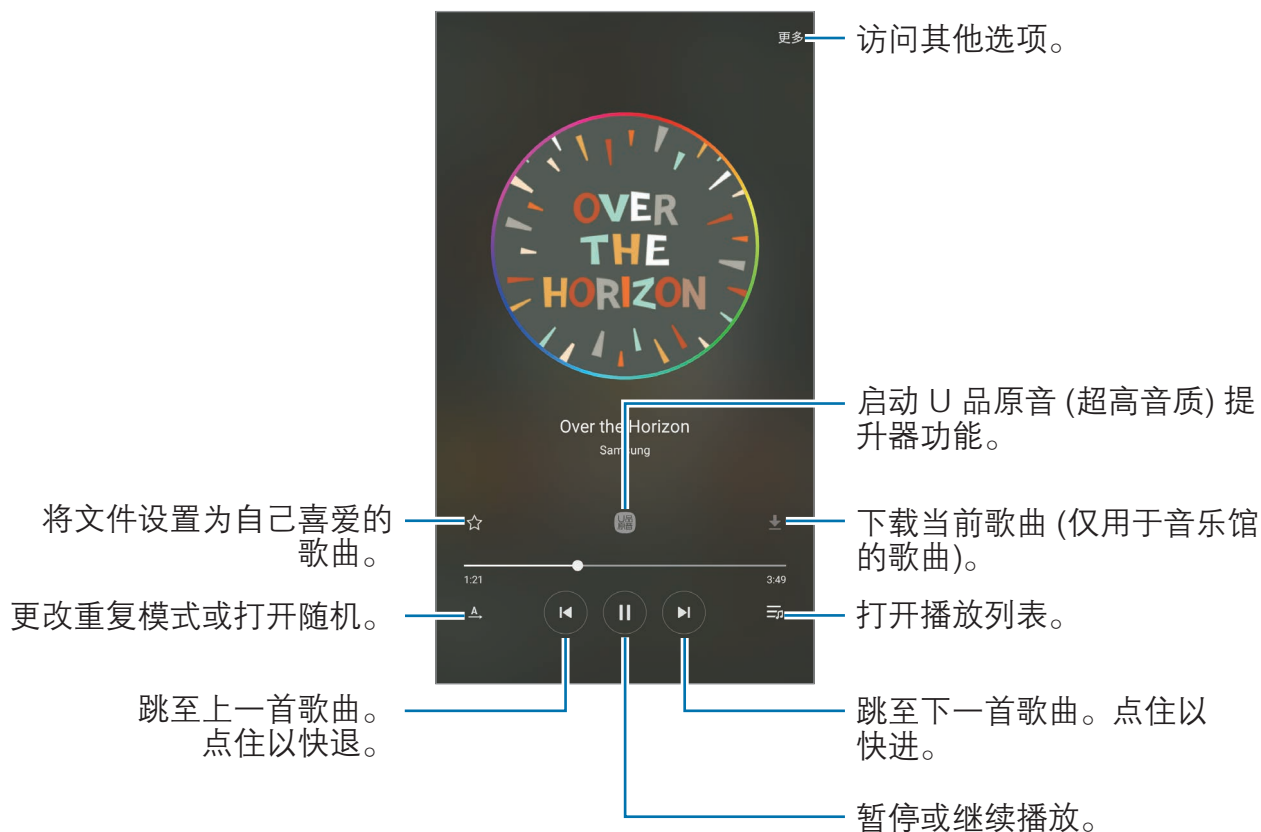 更多
访问其他选项。
OVER
THE
HORIZON
启动 U 品原音 (超高音质) 提
升器功能。
Over the Horizon
Samsung
将文件设置为自己喜爱的
歌曲。
U品
原音
下载当前歌曲 (仅用于音乐馆
的歌曲)。
1:21
3:49
更改重复模式或打开随机。
A
打开播放列表。
跳至上一首歌曲。
点住以快退。
跳至下一首歌曲。点住以
快进。
暂停或继续播放。